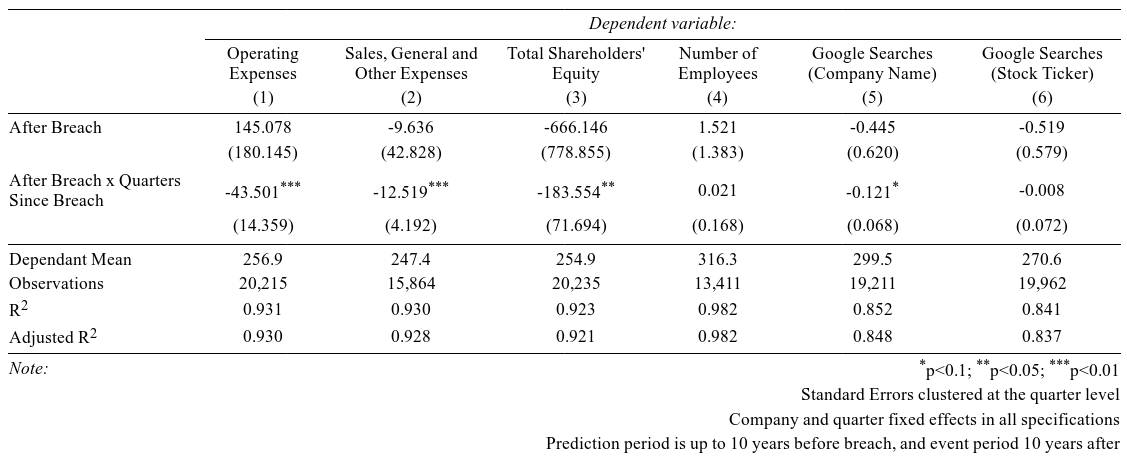 Dependent variable:
Operating Sales, General and Total Shareholders' Number of Google Searches Google Searches
Expenses Other Expenses Equity Employees (Company Name) (Stock Ticker)
(1) (2) (3) (4) (5) (6)
After Breach 145.078 -9.636 -666.146 1.521 -0.445 -0.519
(180.145) (42.828) (778.855) (1.383) (0.620) (0.579)
After Breach x Quarters
Since Breach -43.501*** -12.519*** -183.554** 0.021 -0.121* -0.008
(14.359) (4.192) (71.694) (0.168) (0.068) (0.072)
Dependant Mean 256.9 247.4 254.9 316.3 299.5 270.6
Observations 20,215 15,864 20,235 13,411 19,211 19,962
R2 0.931 0.930 0.923 0.982 0.852 0.841
Adjusted R2 0.930 0.928 0.921 0.982 0.848 0.837
Note: *p<0.1; **p<0.05; ***p<0.01
Standard Errors clustered at the quarter level
Company and quarter fixed effects in all specifications
Prediction period is up to 10 years before breach, and event period 10 years after